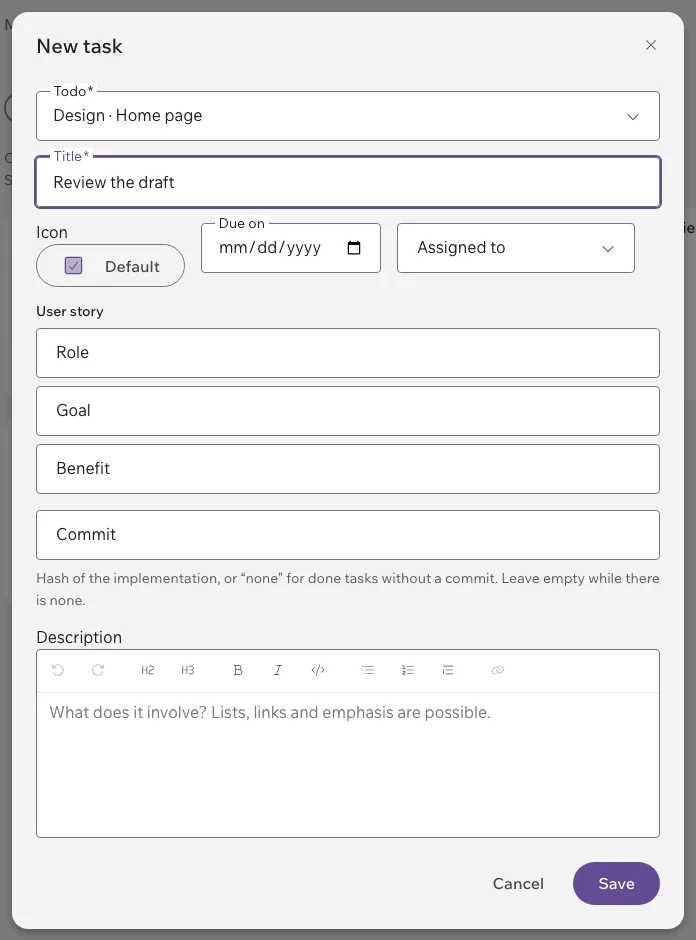 New task
Todo*
Design · Home page
Title*
Review the draft
Icon
Default
Due on
mm/dd/yyyy
Assigned to
User story
Role
Goal
Benefit
Commit
Hash of the implementation, or “none” for done tasks without a commit. Leave empty while there
is none.
Description
H2 H3 B I </>
What does it involve? Lists, links and emphasis are possible.
Cancel
Save